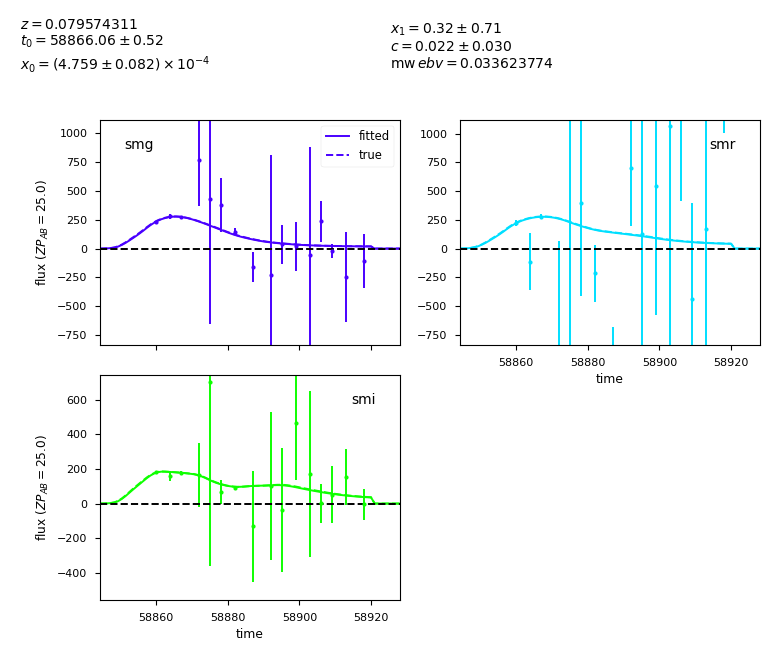 z = 0.079574311
t₀ = 58866.06 ± 0.52
x₀ = (4.759 ± 0.082) × 10⁻⁴
x₁ = 0.32 ± 0.71
c = 0.022 ± 0.030
mw ebv = 0.033623774
smg
fitted
true
1000
750
500
250
0
−250
−500
−750
flux (ZP_AB = 25.0)
smr
1000
750
500
250
0
−250
−500
−750
58860
58880
58900
58920
time
smi
600
400
200
0
−200
−400
flux (ZP_AB = 25.0)
58860
58880
58900
58920
time